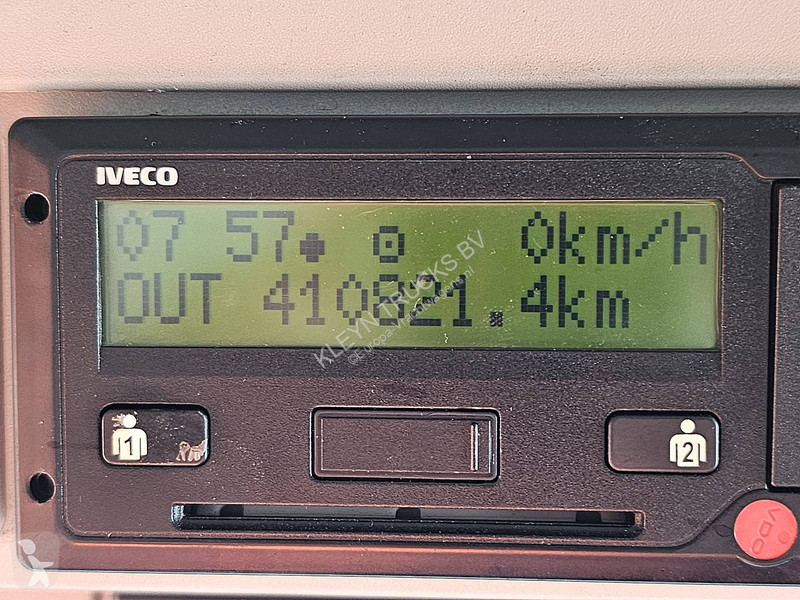 IVECO
07 57 0km/h
OUT 410821.4km
KLEYN TRUCKS BV
1
2
VDO